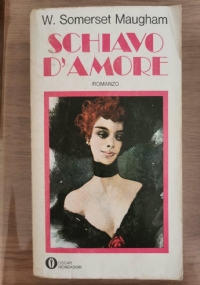 W. Somerset Maugham
SCHIAVO
D'AMORE
ROMANZO
OSCAR
MONDADORI